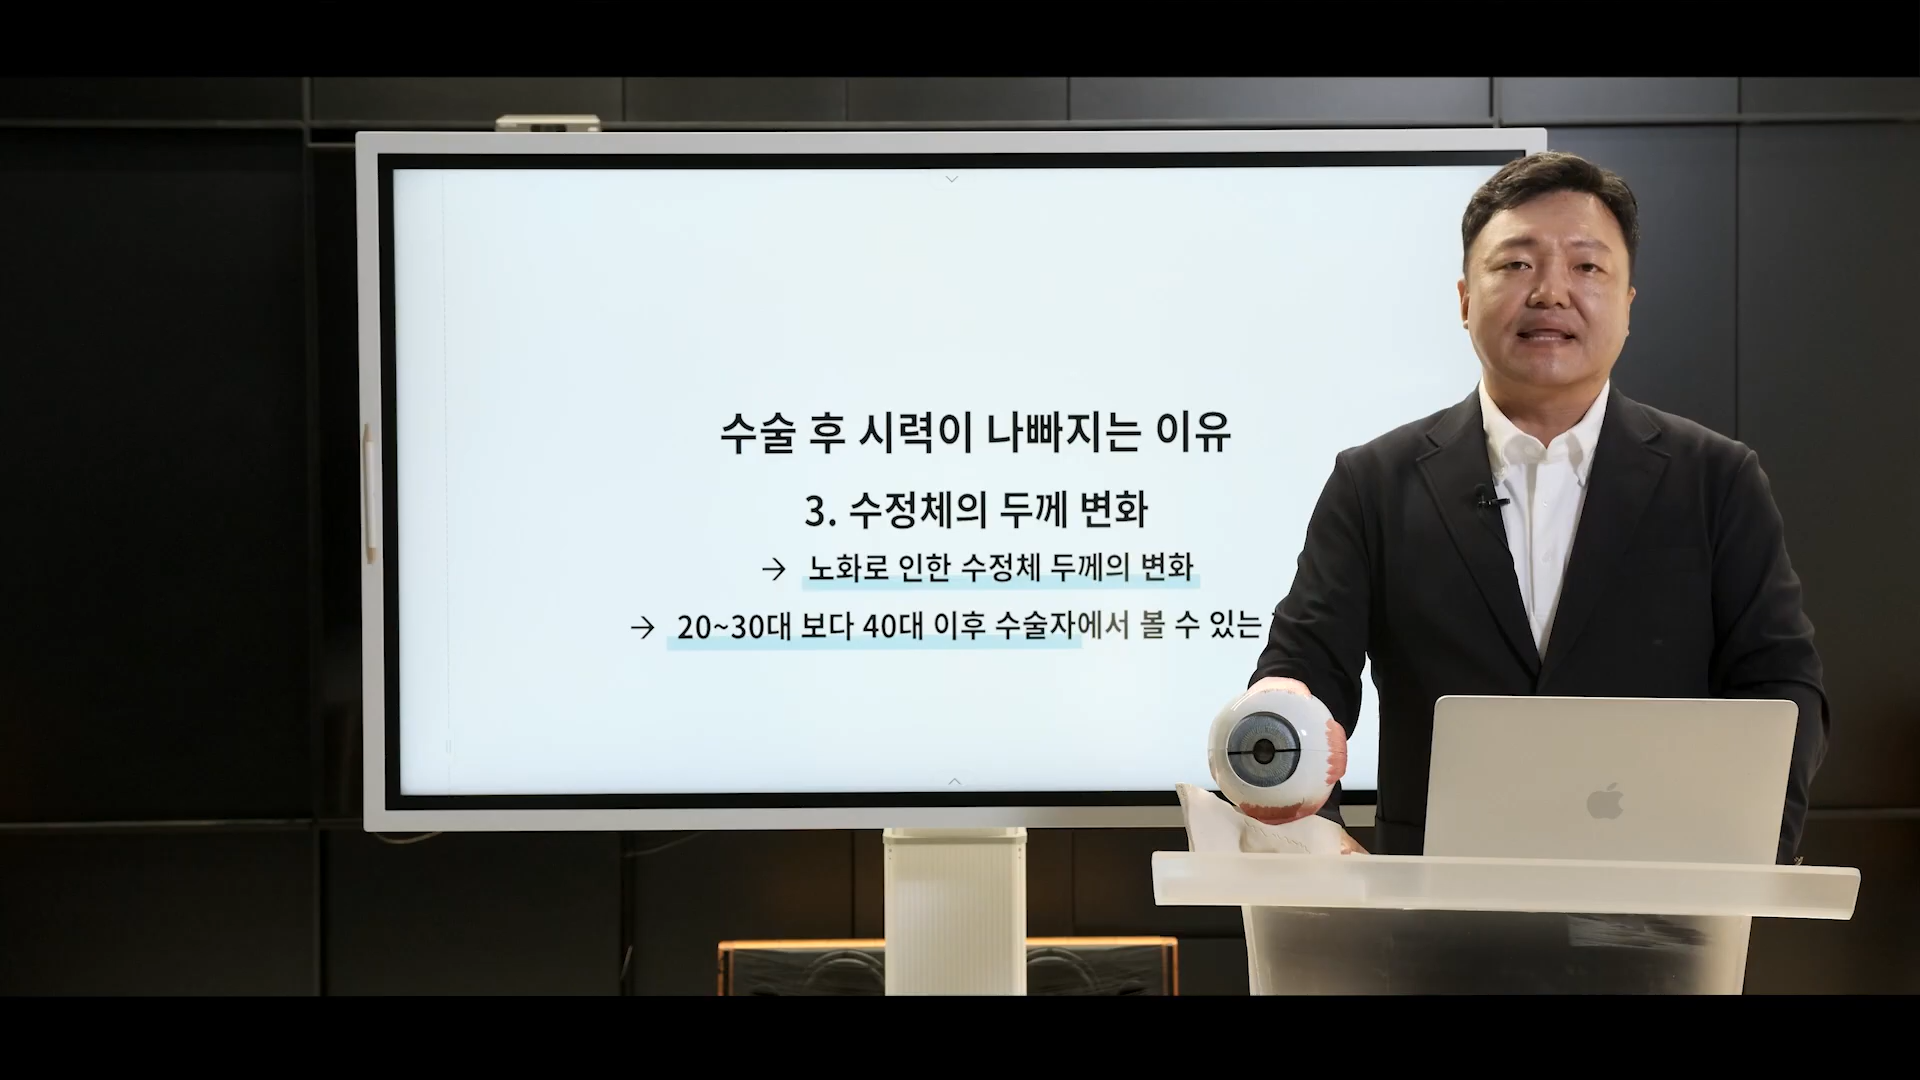 수술 후 시력이 나빠지는 이유
3. 수정체의 두께 변화
→ 노화로 인한 수정체 두께의 변화
→ 20~30대 보다 40대 이후 수술자에서 볼 수 있는